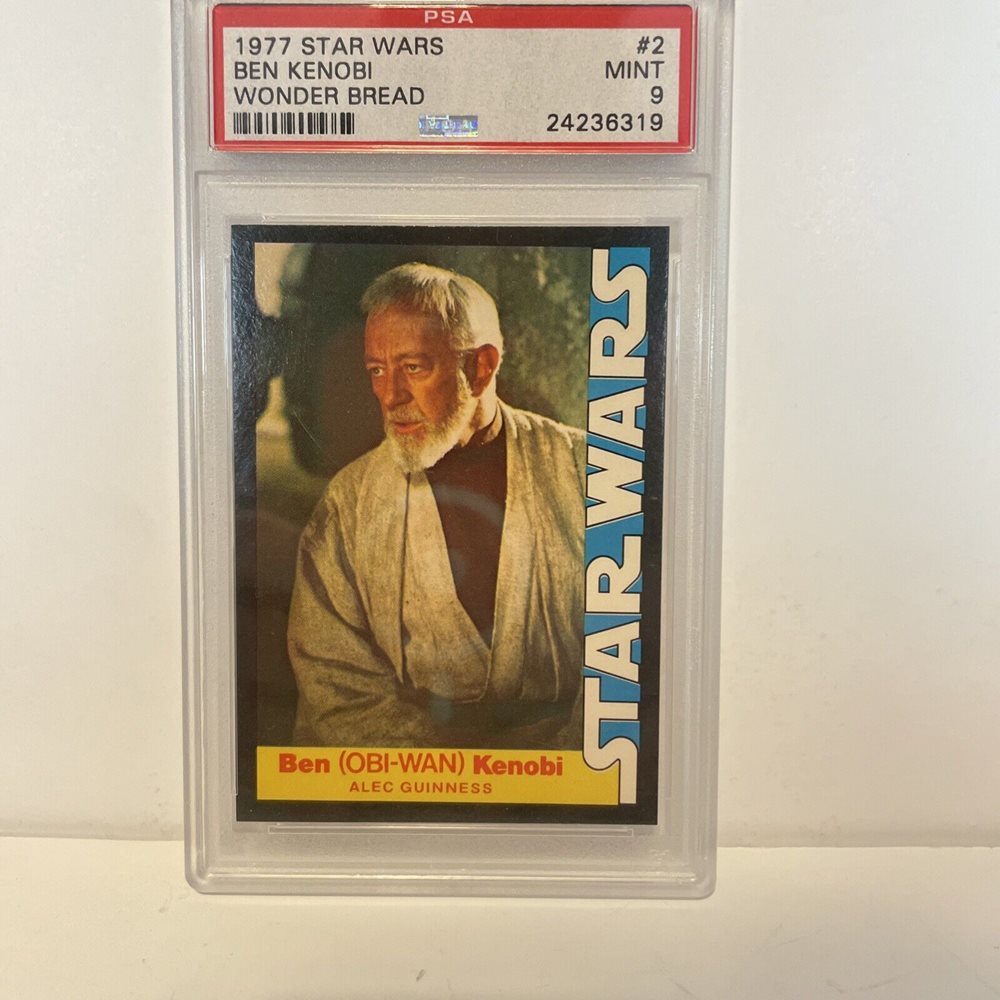 PSA
1977 STAR WARS #2
BEN KENOBI MINT
WONDER BREAD 9
24236319
STAR WARS
Ben (OBI-WAN) Kenobi
ALEC GUINNESS